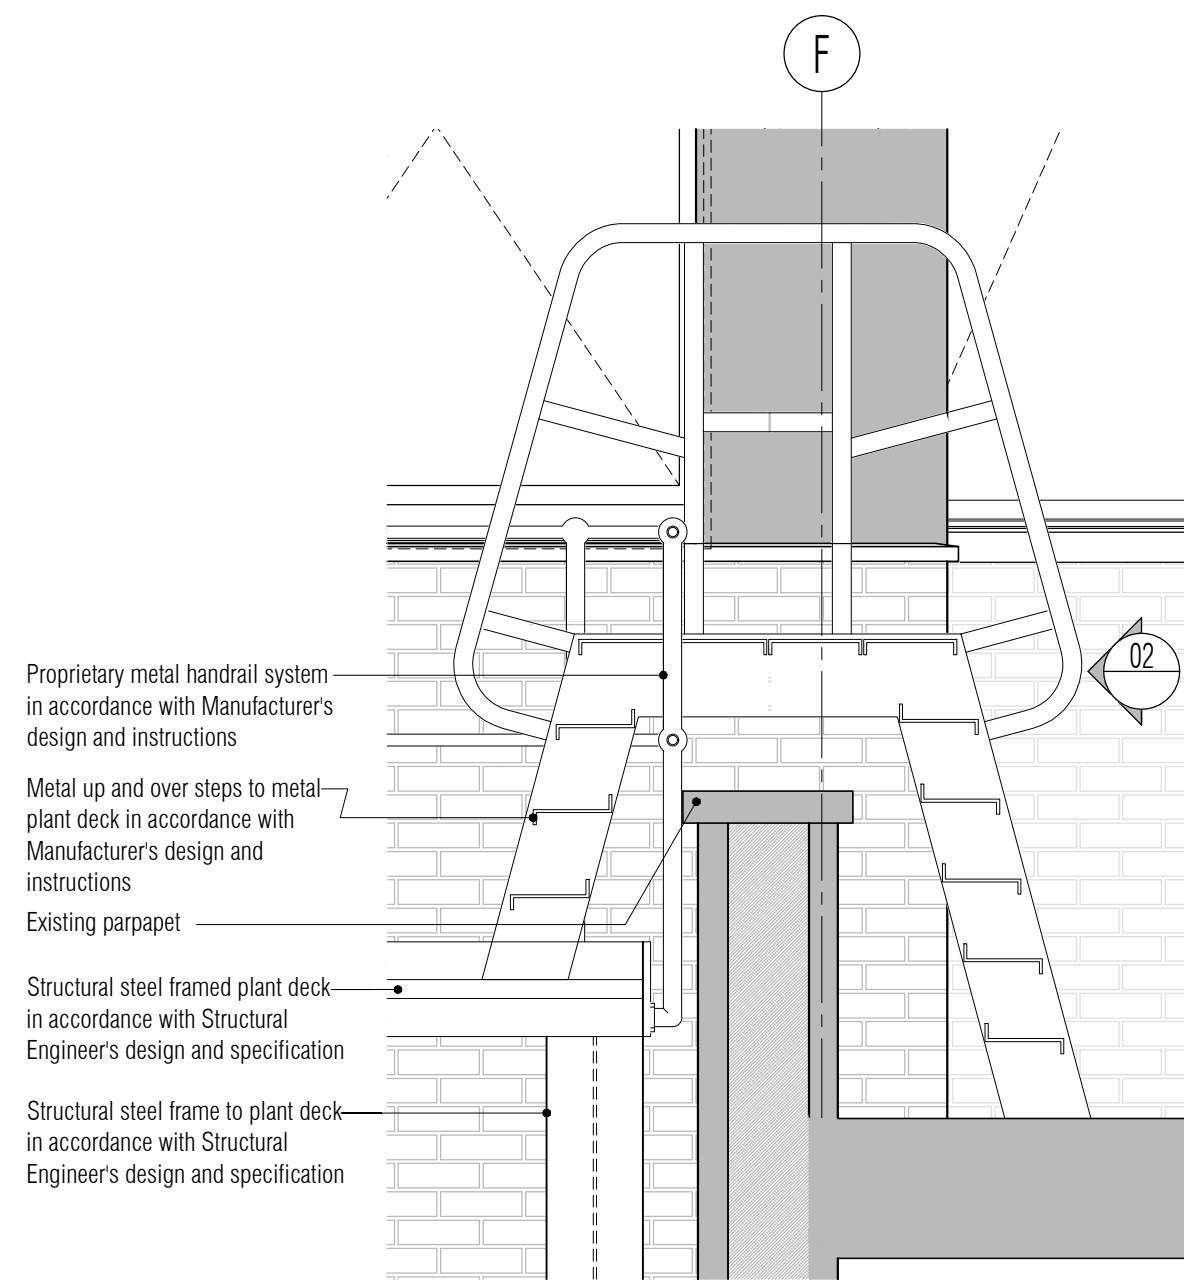 F
02
Proprietary metal handrail system
in accordance with Manufacturer's
design and instructions
Metal up and over steps to metal
plant deck in accordance with
Manufacturer's design and
instructions
Existing parpapet
Structural steel framed plant deck
in accordance with Structural
Engineer's design and specification
Structural steel frame to plant deck
in accordance with Structural
Engineer's design and specification